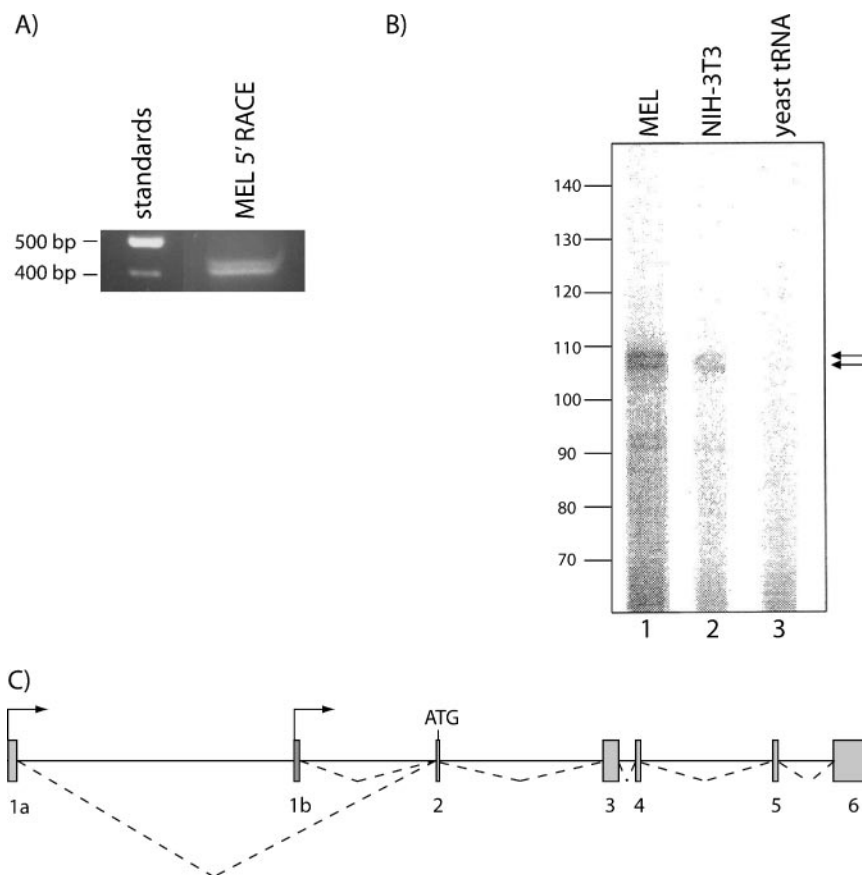 A)
standards
MEL 5' RACE
500 bp
400 bp
B)
MEL
NIH-3T3
yeast tRNA
140
130
120
110
100
90
80
70
1 2 3
C)
ATG
1a 1b 2 3 4 5 6